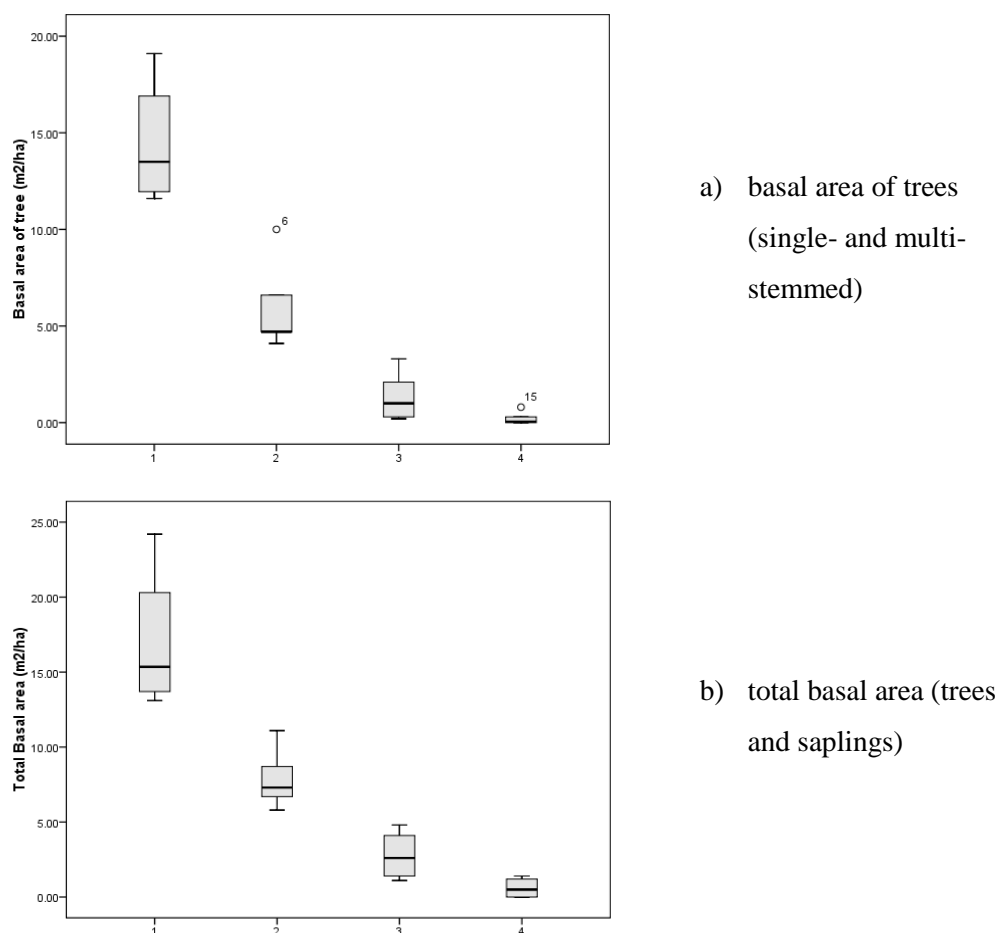 20.00
15.00
10.00
5.00
0.00
Basal area of tree (m2/ha)
6
15
1 2 3 4
a) basal area of trees
(single- and multi-
stemmed)
25.00
20.00
15.00
10.00
5.00
0.00
Total Basal area (m2/ha)
1 2 3 4
b) total basal area (trees
and saplings)